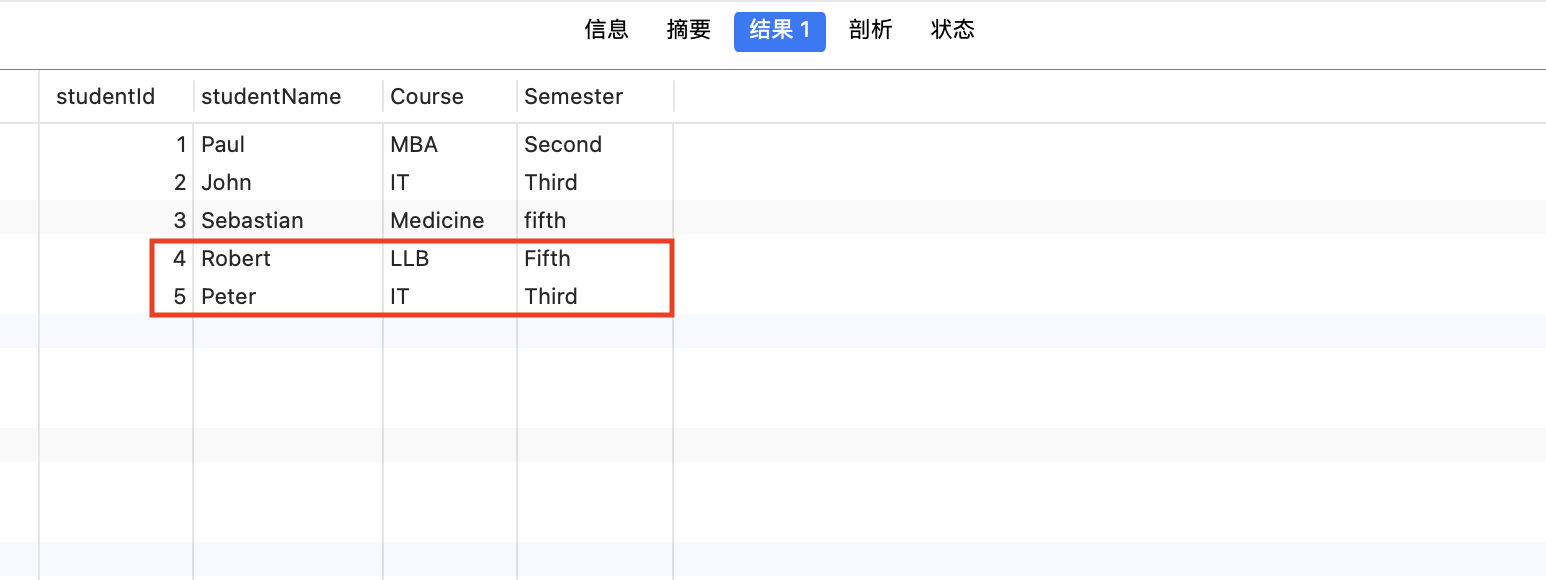 信息 摘要 结果 1 剖析 状态
studentId studentName Course Semester
1 Paul MBA Second
2 John IT Third
3 Sebastian Medicine fifth
4 Robert LLB Fifth
5 Peter IT Third